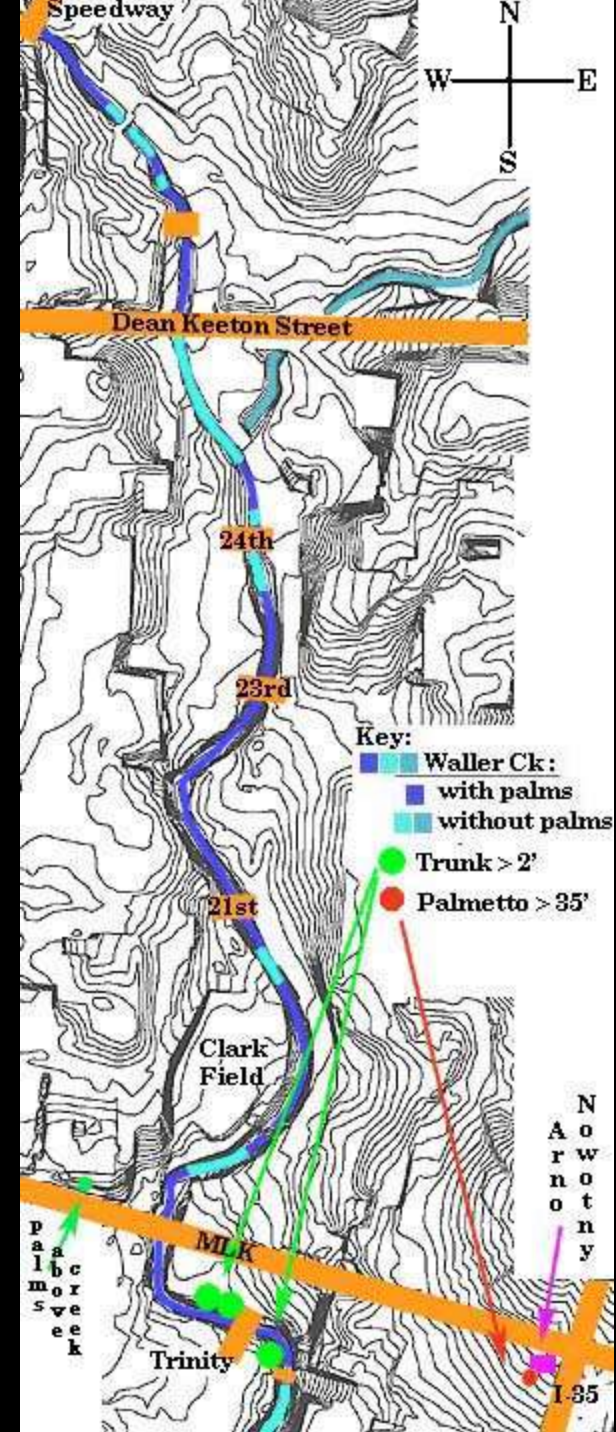 Speedway
N
W E
S
Dean Keeton Street
24th
23rd
Key:
Waller Ck :
with palms
without palms
Trunk > 2'
Palmetto > 35'
21st
Clark
Field
Arno
Nowotny
palms
above
creek
MLK
Trinity
I-35